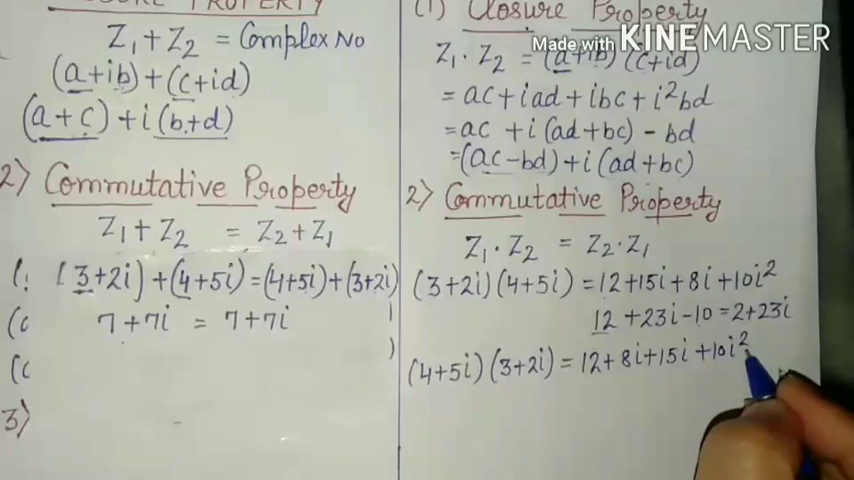 PROPERTY
Z₁ + Z₂ = Complex No
(a+ib) + (c+id)
(a+c) + i(b+d)
2) Commutative Property
Z₁ + Z₂ = Z₂ + Z₁
(3+2i) + (4+5i) = (4+5i) + (3+2i)
7+7i = 7+7i
3)
(1) Closure Property
Made with KINEMASTER
Z₁ · Z₂ = (a+ib) (c+id)
= ac + iad + ibc + i²bd
= ac + i(ad+bc) - bd
= (ac-bd) + i(ad+bc)
2) Commutative Property
Z₁ · Z₂ = Z₂ · Z₁
(3+2i) (4+5i) = 12+15i+8i+10i²
12 +23i-10 = 2+23i
(4+5i) (3+2i) = 12+8i+15i+10i²